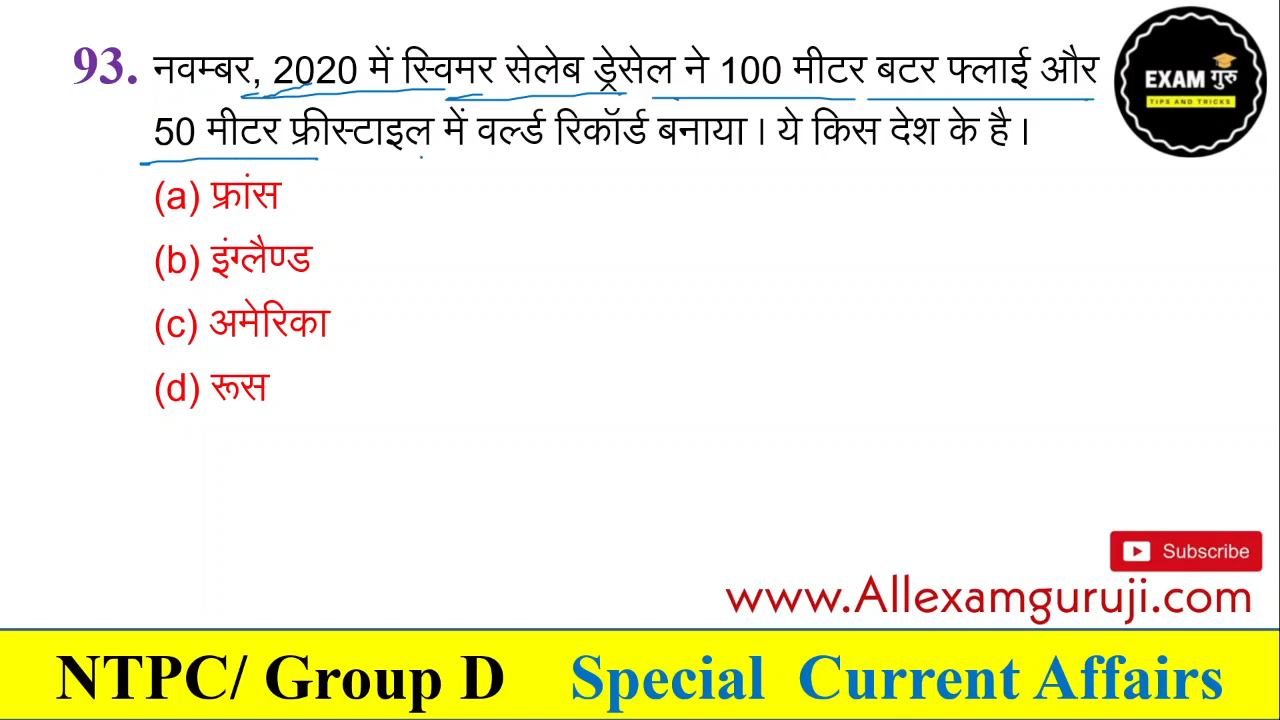 93. नवम्बर, 2020 में स्विमर सेलेब ड्रेसेल ने 100 मीटर बटर फ्लाई और
50 मीटर फ्रीस्टाइल में वर्ल्ड रिकॉर्ड बनाया। ये किस देश के है।
(a) फ्रांस
(b) इंग्लैण्ड
(c) अमेरिका
(d) रूस
EXAM गुरु
TIPS AND TRICKS
Subscribe
www.Allexamguruji.com
NTPC/ Group D Special Current Affairs